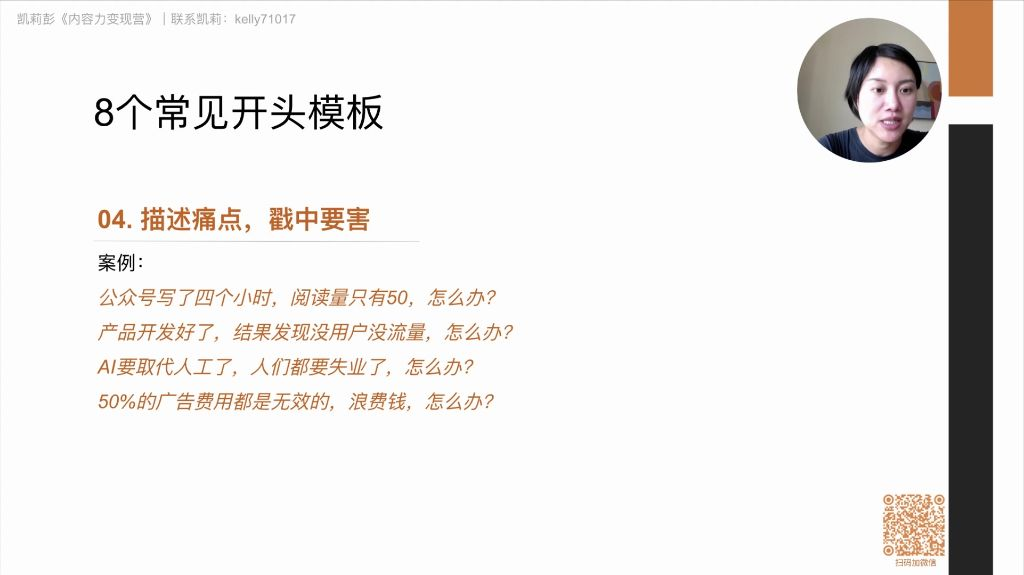 凯莉彭《内容力变现营》｜联系凯莉：kelly71017
8个常见开头模板
04. 描述痛点，戳中要害
案例：
公众号写了四个小时，阅读量只有50，怎么办？
产品开发好了，结果发现没用户没流量，怎么办？
AI要取代人工了，人们都要失业了，怎么办？
50%的广告费用都是无效的，浪费钱，怎么办？
扫码加微信